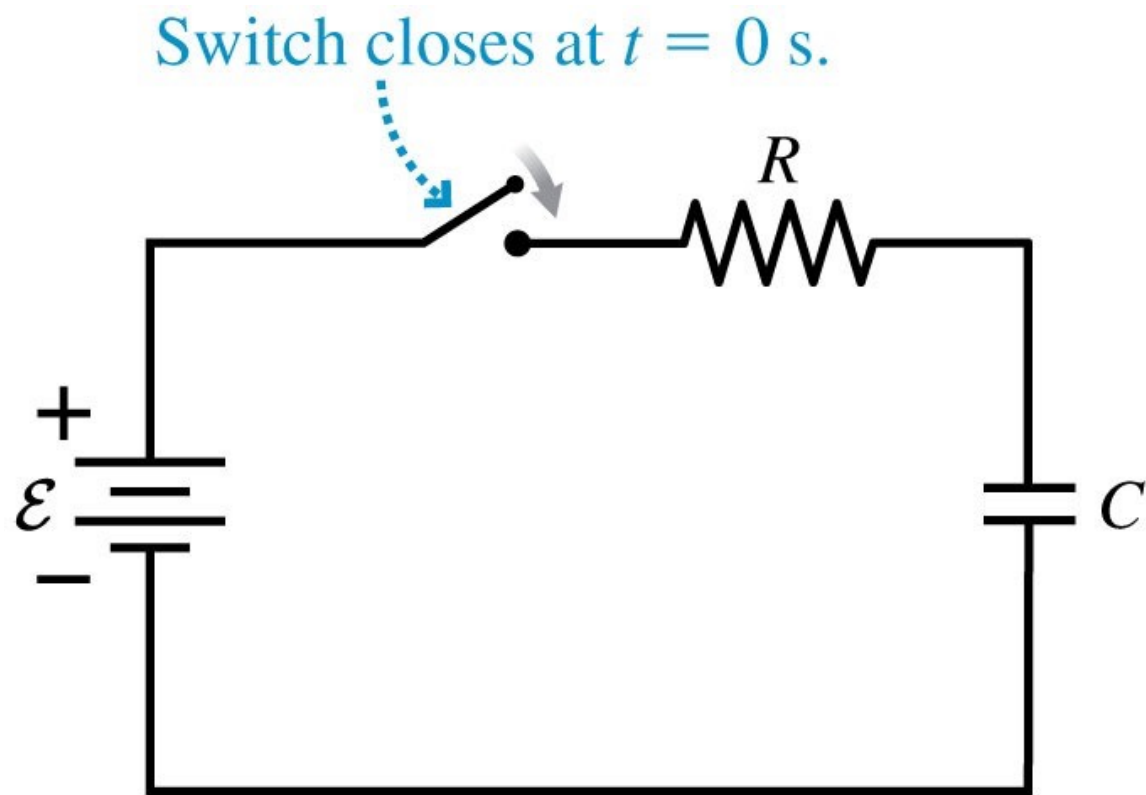 Switch closes at t = 0 s.
R
+
ℰ
C
−